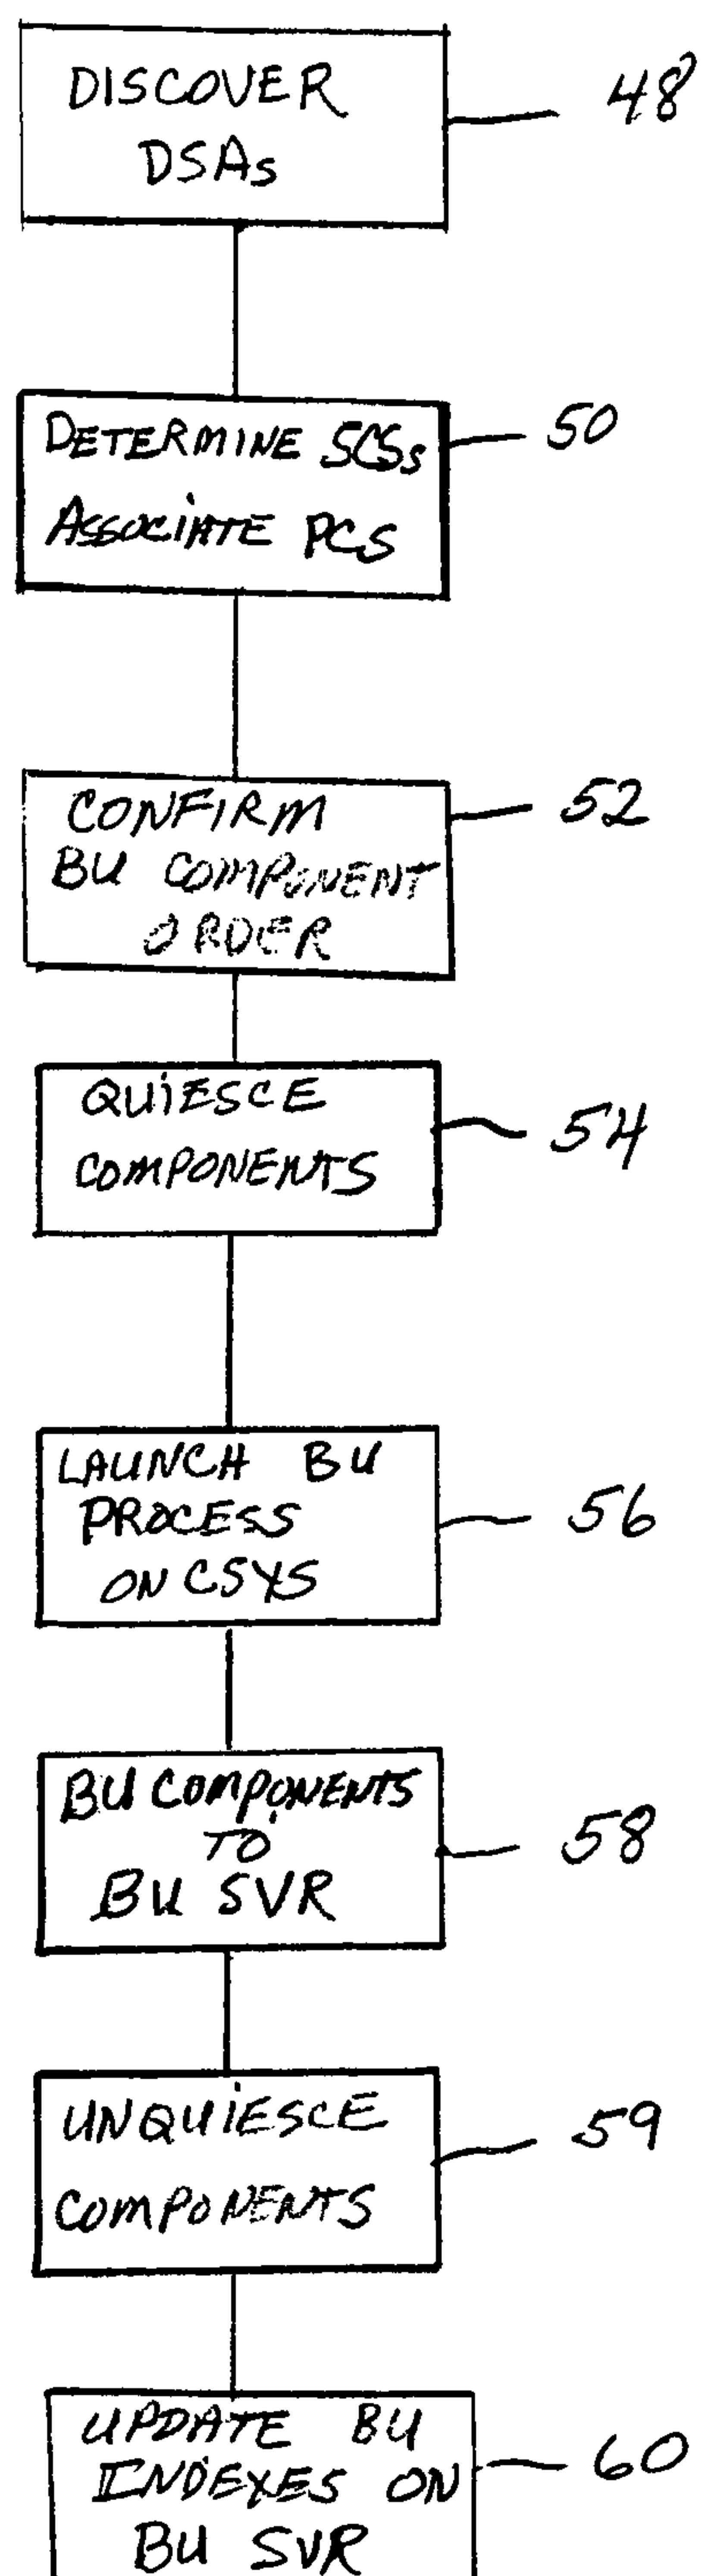 DISCOVER
DSAs
48
DETERMINE SCSs
ASSOCIATE PCS
50
CONFIRM
BU COMPONENT
ORDER
52
QUIESCE
COMPONENTS
54
LAUNCH BU
PROCESS
ON CSYS
56
BU COMPONENTS
TO
BU SVR
58
UNQUIESCE
COMPONENTS
59
UPDATE BU
INDEXES ON
BU SVR
60